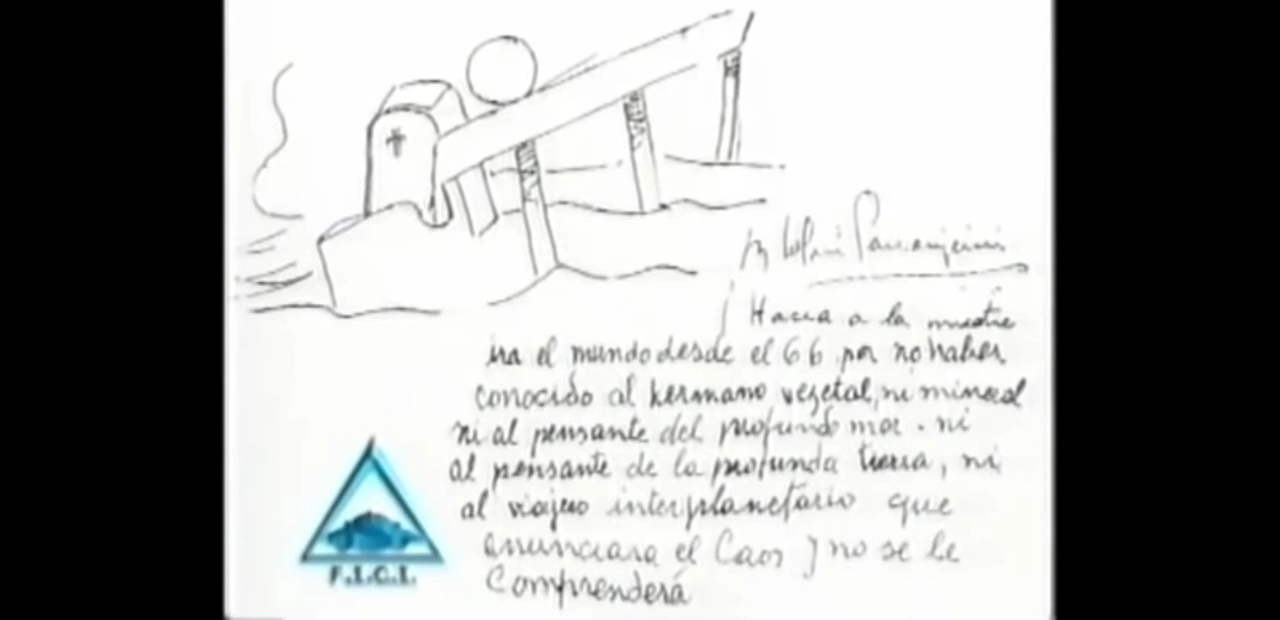 Hacia a la muerte
ira el mundo desde el 66 por no haber
conocido al hermano vegetal, ni mineral
ni al pensante del profundo mar. ni
al pensante de la profunda tierra, ni
al viajero interplanetario que
anunciara el Caos y no se le
Comprenderá
F.I.C.I.